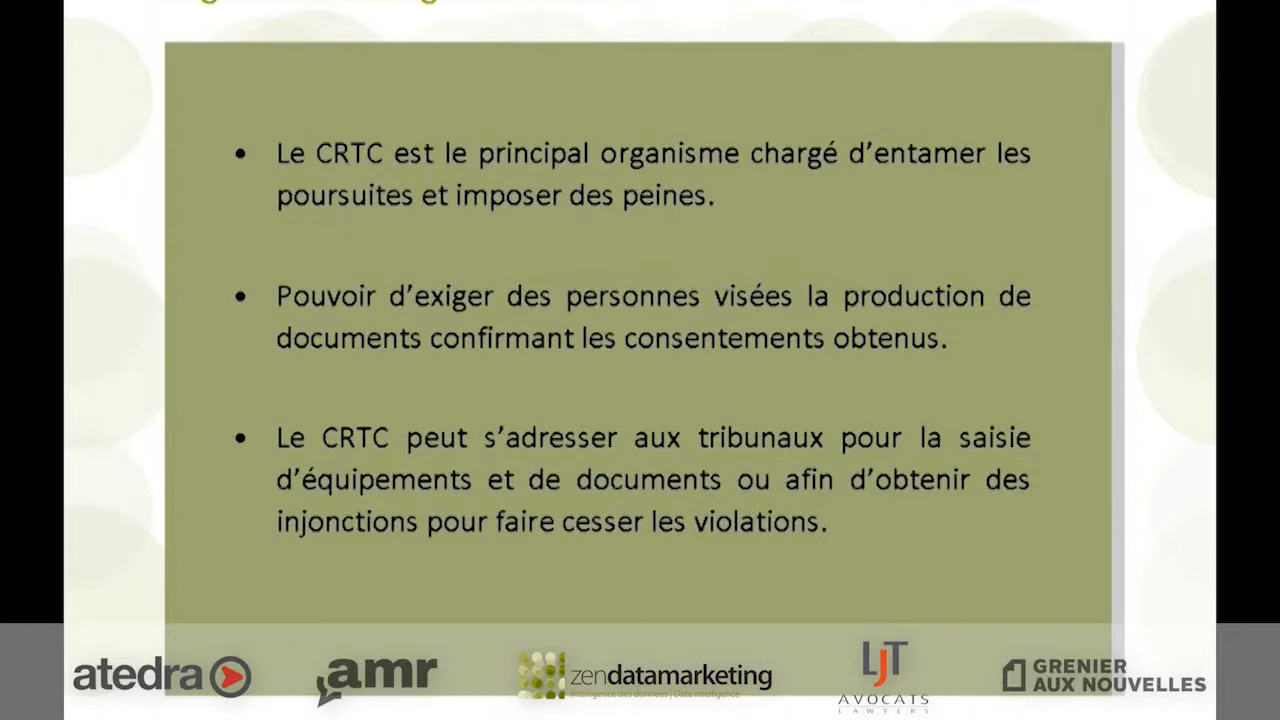 • Le CRTC est le principal organisme chargé d’entamer les
poursuites et imposer des peines.
• Pouvoir d’exiger des personnes visées la production de
documents confirmant les consentements obtenus.
• Le CRTC peut s’adresser aux tribunaux pour la saisie
d’équipements et de documents ou afin d’obtenir des
injonctions pour faire cesser les violations.
atedra
amr
zendatamarketing
Intelligence des données | Data intelligence
LJT
AVOCATS
LAWYERS
GRENIER
AUX NOUVELLES